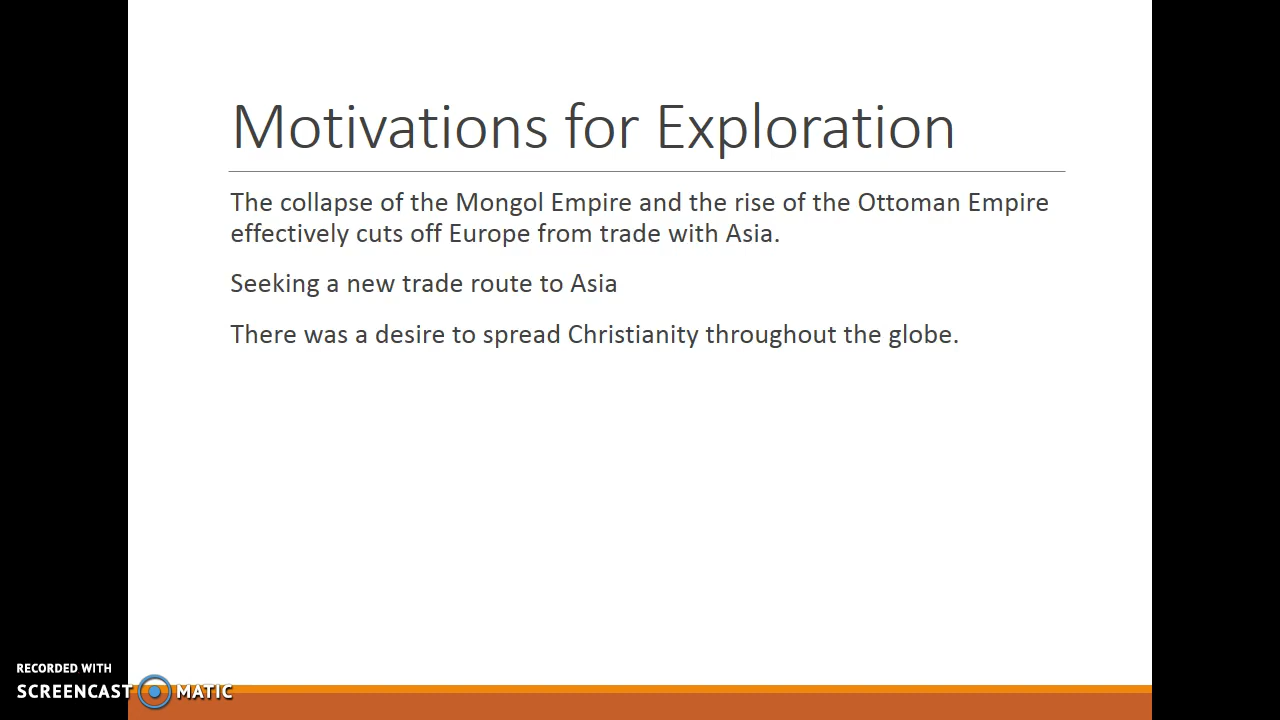 Motivations for Exploration
The collapse of the Mongol Empire and the rise of the Ottoman Empire
effectively cuts off Europe from trade with Asia.
Seeking a new trade route to Asia
There was a desire to spread Christianity throughout the globe.
RECORDED WITH
SCREENCAST MATIC